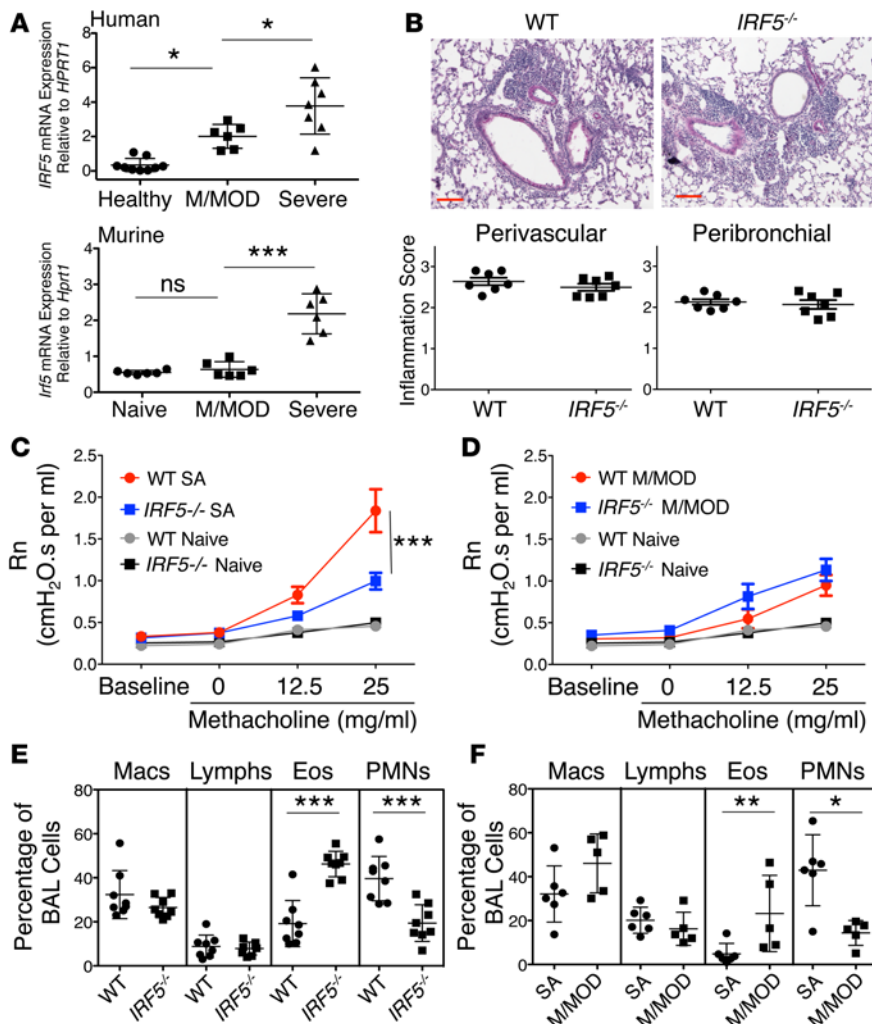 A
Human
IRF5 mRNA Expression
Relative to HPRT1
8
6
4
2
0
*
*
Healthy M/MOD Severe
Murine
Irf5 mRNA Expression
Relative to Hprt1
4
3
2
1
0
ns
***
Naive M/MOD Severe
B
WT IRF5-/-
Perivascular Peribronchial
Inflammation Score
3
2
1
0
3
2
1
0
WT IRF5-/- WT IRF5-/-
C
Rn
(cmH2O.s per ml)
2.5
2.0
1.5
1.0
0.5
0.0
WT SA
IRF5-/- SA
WT Naive
IRF5-/- Naive
***
Baseline 0 12.5 25
Methacholine (mg/ml)
D
Rn
(cmH2O.s per ml)
2.5
2.0
1.5
1.0
0.5
0.0
WT M/MOD
IRF5-/- M/MOD
WT Naive
IRF5-/- Naive
Baseline 0 12.5 25
Methacholine (mg/ml)
E
Macs Lymphs Eos PMNs
Percentage of
BAL Cells
80
60
40
20
0
*** ***
WT IRF5-/- WT IRF5-/- WT IRF5-/- WT IRF5-/-
F
Macs Lymphs Eos PMNs
Percentage of
BAL Cells
80
60
40
20
0
** *
SA M/MOD SA M/MOD SA M/MOD SA M/MOD